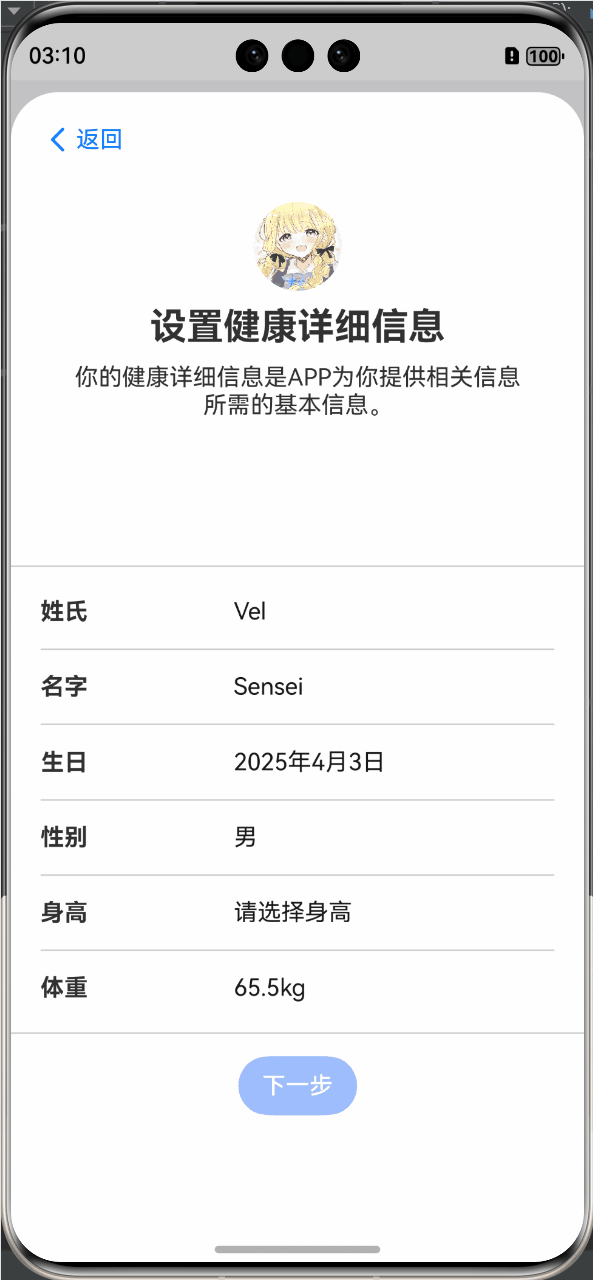 03:10
100
返回
设置健康详细信息
你的健康详细信息是APP为你提供相关信息
所需的基本信息。
姓氏 Vel
名字 Sensei
生日 2025年4月3日
性别 男
身高 请选择身高
体重 65.5kg
下一步